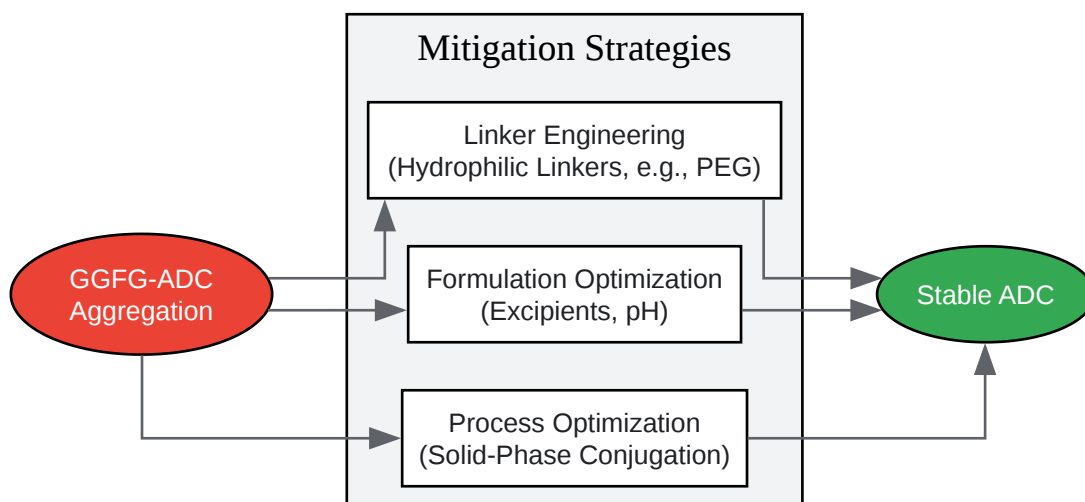 Mitigation Strategies
Linker Engineering
(Hydrophilic Linkers, e.g., PEG)
GGFG-ADC
Aggregation
Formulation Optimization
(Excipients, pH)
Stable ADC
Process Optimization
(Solid-Phase Conjugation)